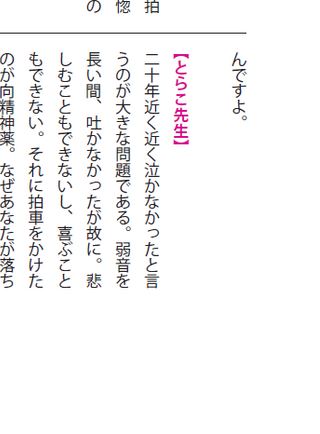 拍
惚
の
んですよ。
【とらこ先生】
二十年近く近く泣かなかったと言
うのが大きな問題である。弱音を
長い間、吐かなかったが故に。悲
しむこともできないし、喜ぶこと
もできない。それに拍車をかけた
のが向精神薬。なぜあなたが落ち